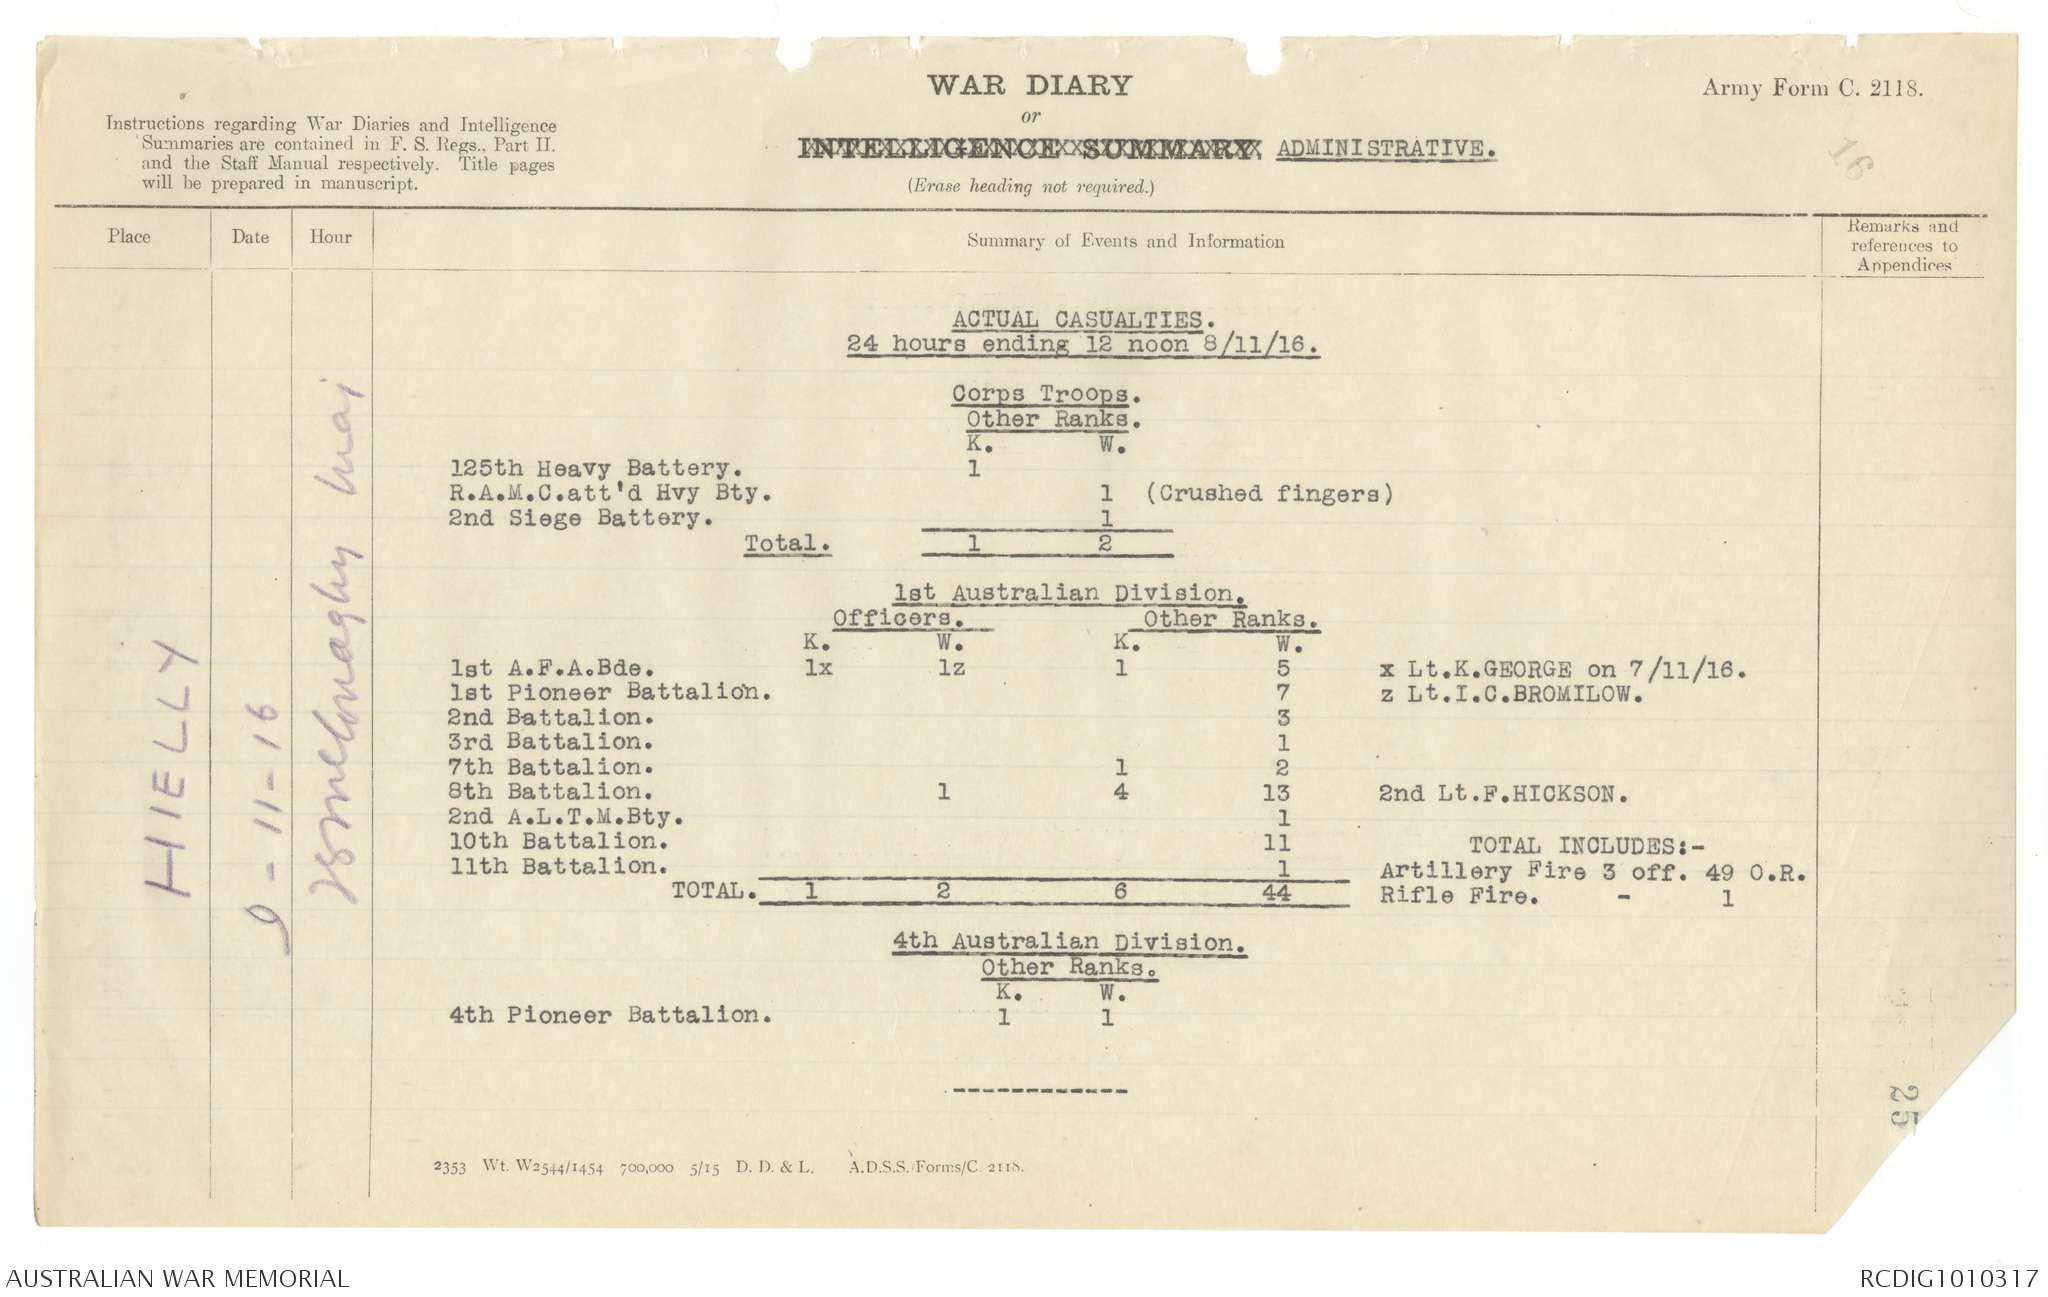 WAR DIARY
or
INTELLIGENCE SUMMARY. ADMINISTRATIVE.
(Erase heading not required.)
Army Form C. 2118.
16
Instructions regarding War Diaries and Intelligence
Summaries are contained in F. S. Regs., Part II.
and the Staff Manual respectively. Title pages
will be prepared in manuscript.
Place Date Hour Summary of Events and Information Remarks and
references to
Appendices
HIELLY
9-11-16
Maj
ACTUAL CASUALTIES.
24 hours ending 12 noon 8/11/16.
Corps Troops.
Other Ranks.
K. W.
125th Heavy Battery. 1
R.A.M.C.att'd Hvy Bty. 1 (Crushed fingers)
2nd Siege Battery. 1
Total. 1 2
1st Australian Division.
Officers. Other Ranks.
K. W. K. W.
1st A.F.A.Bde. 1x 1z 1 5 x Lt.K.GEORGE on 7/11/16.
1st Pioneer Battalion. 7 z Lt.I.C.BROMILOW.
2nd Battalion. 3
3rd Battalion. 1
7th Battalion. 1 2
8th Battalion. 1 4 13 2nd Lt.F.HICKSON.
2nd A.L.T.M.Bty. 1
10th Battalion. 11 TOTAL INCLUDES:-
11th Battalion. 1 Artillery Fire 3 off. 49 O.R.
TOTAL. 1 2 6 44 Rifle Fire. - 1
4th Australian Division.
Other Ranks.
K. W.
4th Pioneer Battalion. 1 1
------------
25
2353 Wt. W2544/1454 700,000 5/15 D. D. & L. A.D.S.S./Forms/C. 2118.
AUSTRALIAN WAR MEMORIAL RCDIG1010317